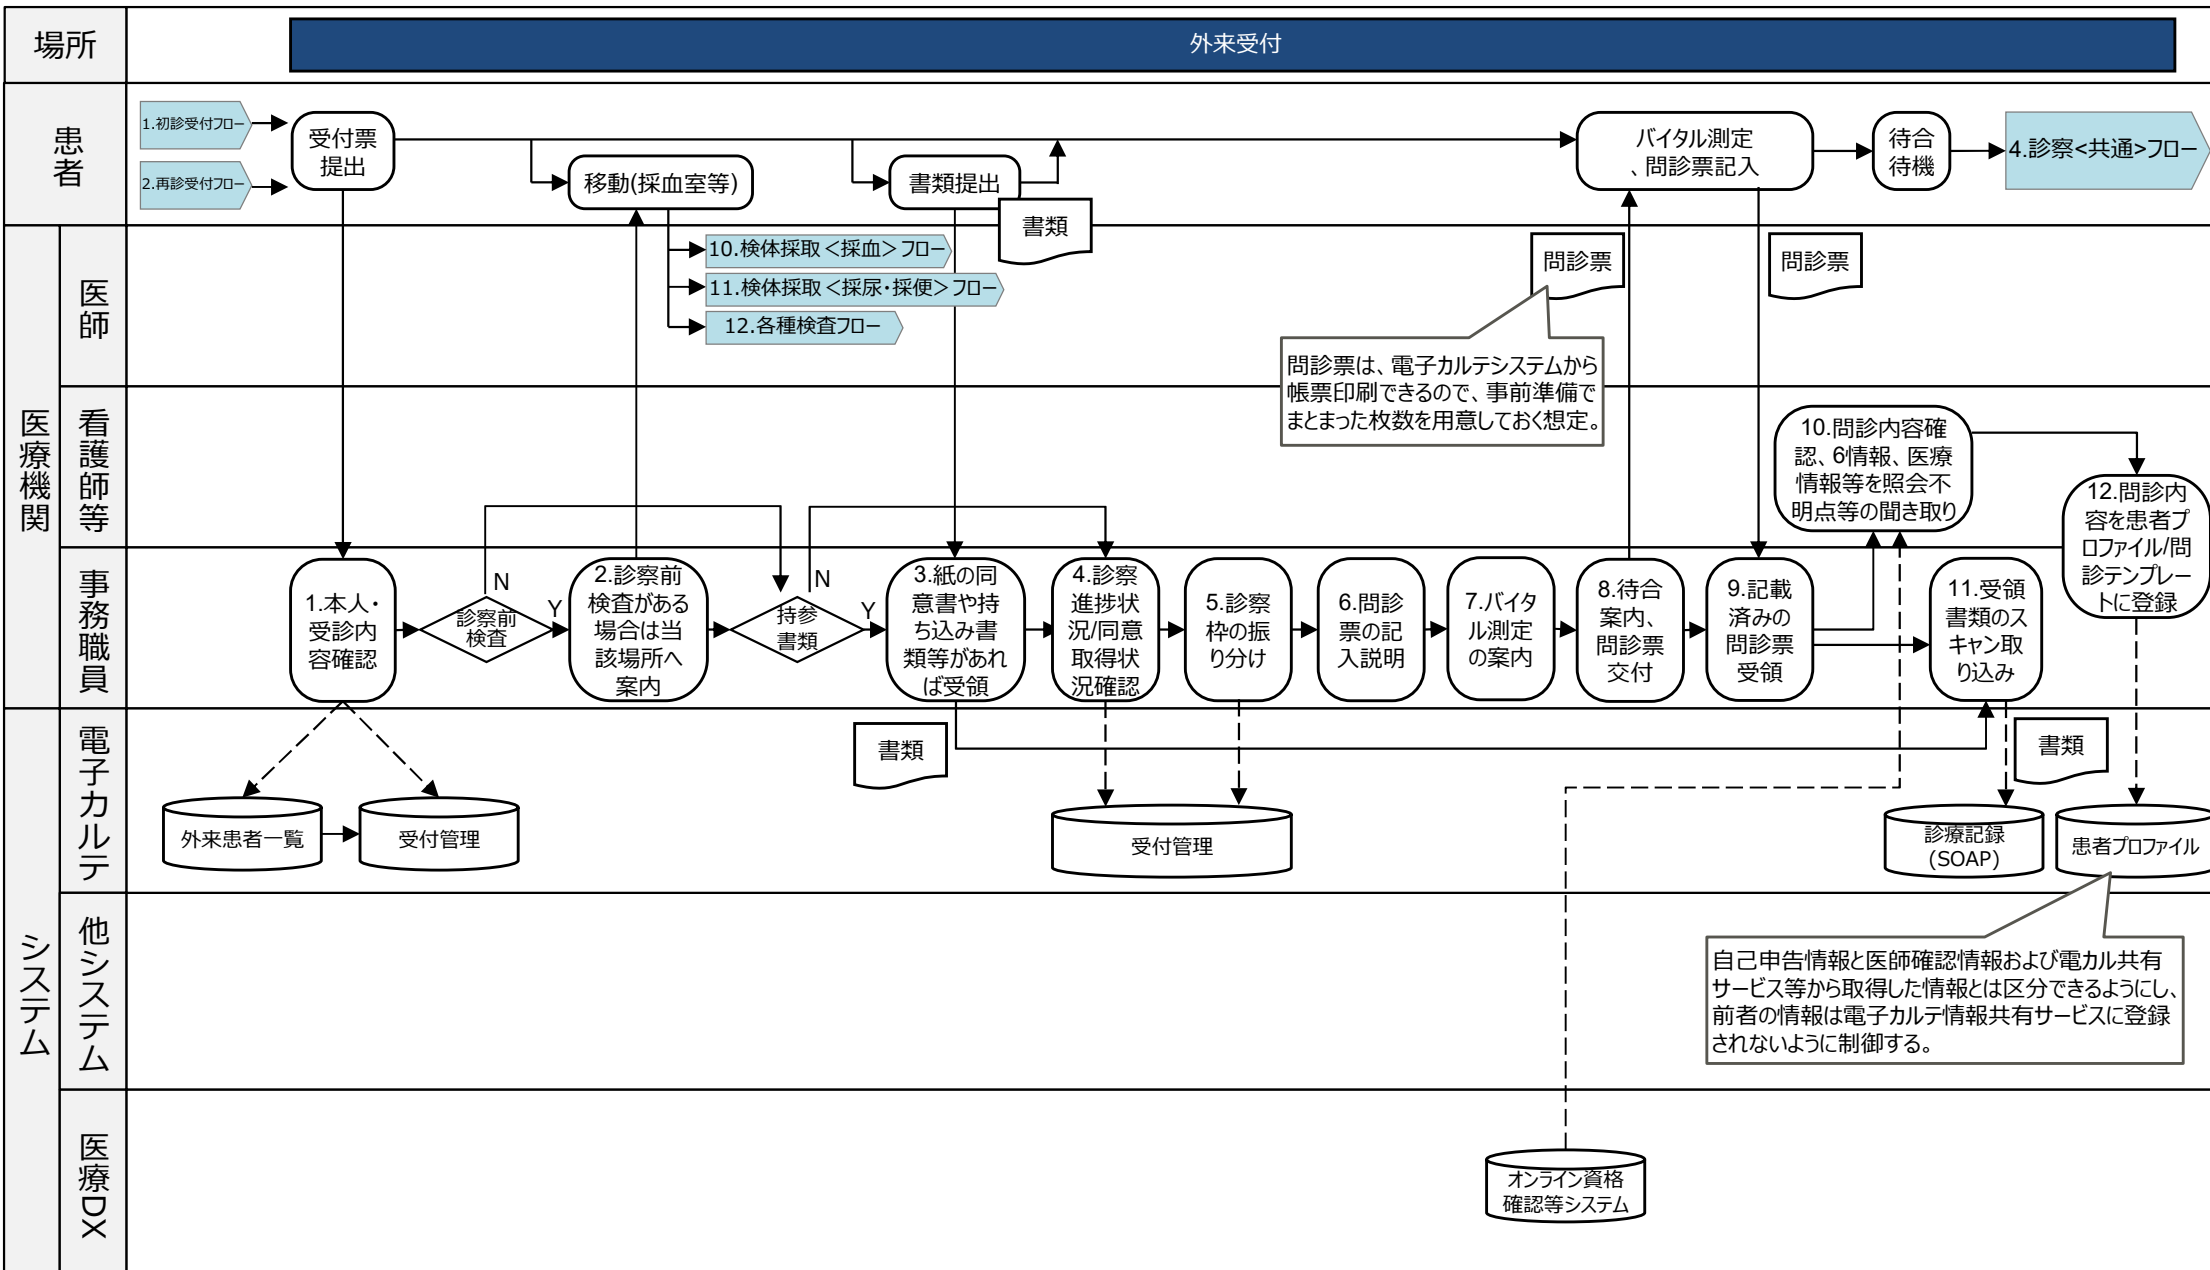 場所
外来受付
患者
1.初診受付フロー
2.再診受付フロー
受付票
提出
移動(採血室等)
書類提出
書類
バイタル測定
、問診票記入
待合
待機
4.診察<共通>フロー
医療機関
医師
10.検体採取＜採血＞フロー
11.検体採取＜採尿・採便＞フロー
12.各種検査フロー
問診票
問診票
問診票は、電子カルテシステムから
帳票印刷できるので、事前準備で
まとまった枚数を用意しておく想定。
看護師等
10.問診内容確
認、6情報、医療
情報等を照会不
明点等の聞き取り
12.問診内
容を患者プ
ロファイル/問
診テンプレー
トに登録
事務職員
1.本人・
受診内
容確認
診察前
検査
N
Y
2.診察前
検査がある
場合は当
該場所へ
案内
持参
書類
N
Y
3.紙の同
意書や持
ち込み書
類等があれ
ば受領
4.診察
進捗状
況/同意
取得状
況確認
5.診察
枠の振
り分け
6.問診
票の記
入説明
7.バイタ
ル測定
の案内
8.待合
案内、
問診票
交付
9.記載
済みの
問診票
受領
11.受領
書類のス
キャン取
り込み
システム
電子カルテ
書類
書類
外来患者一覧
受付管理
受付管理
診療記録
(SOAP)
患者プロファイル
他システム
自己申告情報と医師確認情報および電カル共有
サービス等から取得した情報とは区分できるようにし、
前者の情報は電子カルテ情報共有サービスに登録
されないように制御する。
医療DX
オンライン資格
確認等システム